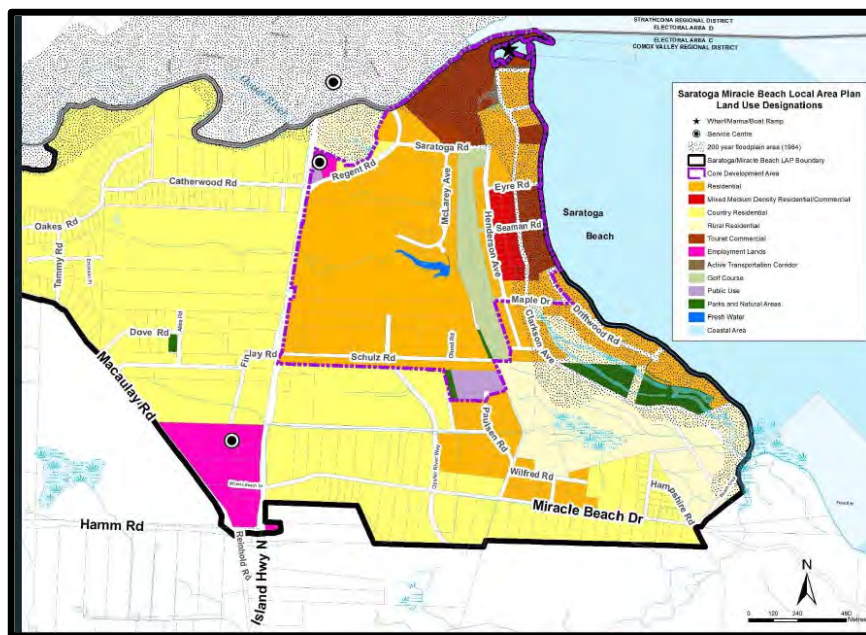 STRATHCONA REGIONAL DISTRICT
ELECTORAL AREA D
ELECTORAL AREA C
COMOX VALLEY REGIONAL DISTRICT
Oyster River
Saratoga Miracle Beach Local Area Plan
Land Use Designations
Wharf/Marina/Boat Ramp
Service Centre
200 year floodplain area (1984)
Saratoga/Miracle Beach LAP Boundary
Core Development Area
Residential
Mixed Medium Density Residential/Commercial
Country Residential
Rural Residential
Tourist Commercial
Employment Lands
Active Transportation Corridor
Golf Course
Public Use
Parks and Natural Areas
Fresh Water
Coastal Area
Saratoga Rd
Regent Rd
Catherwood Rd
McLarey Ave
Eyre Rd
Henderson Ave
Seaman Rd
Saratoga
Beach
Oakes Rd
Tammy Rd
Maple Dr
Driftwood Rd
Clarkson Ave
Dove Rd
Finlay Rd
Schulz Rd
Macaulay Rd
Paulsen Rd
Oyster River Way
Wilfred Rd
Hampshire Rd
Miracle Beach Dr
Hamm Rd
Reinhold Rd
Island Hwy N
N
0 120 240 480